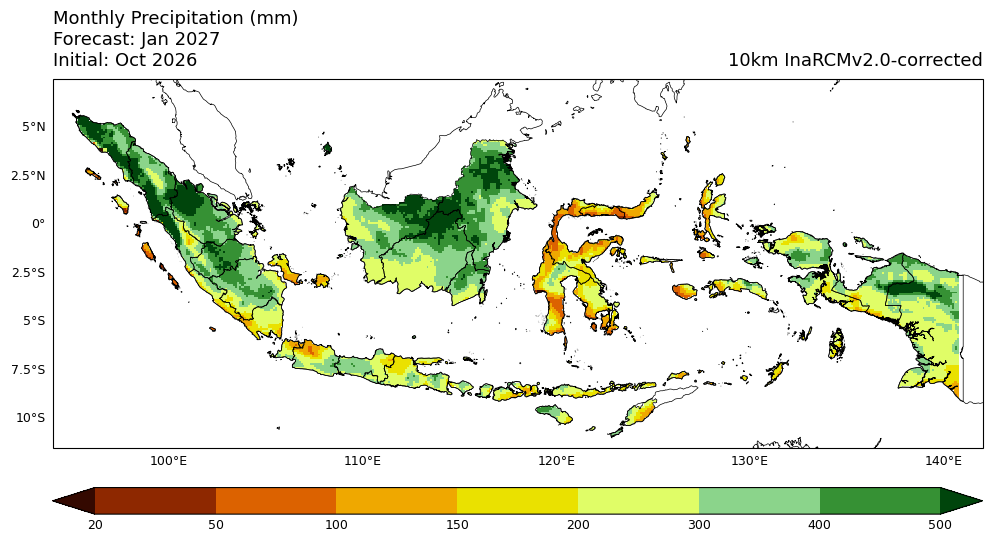 Monthly Precipitation (mm)
Forecast: Jan 2027
Initial: Oct 2026
10km InaRCMv2.0-corrected
5°N
2.5°N
0°
2.5°S
5°S
7.5°S
10°S
100°E 110°E 120°E 130°E 140°E
20 50 100 150 200 300 400 500